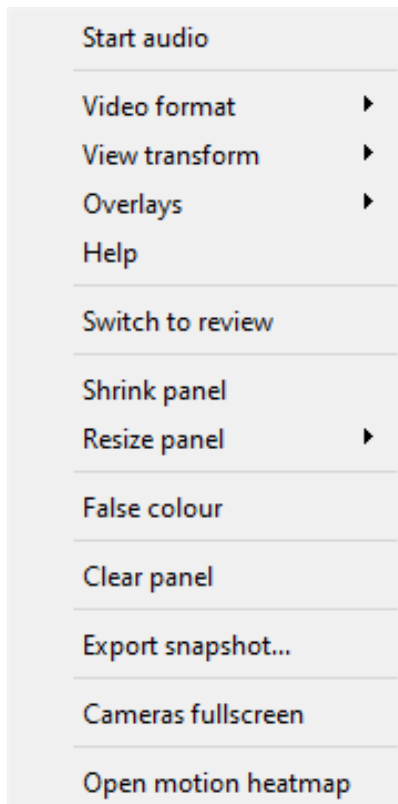 Start audio
Video format
View transform
Overlays
Help
Switch to review
Shrink panel
Resize panel
False colour
Clear panel
Export snapshot...
Cameras fullscreen
Open motion heatmap